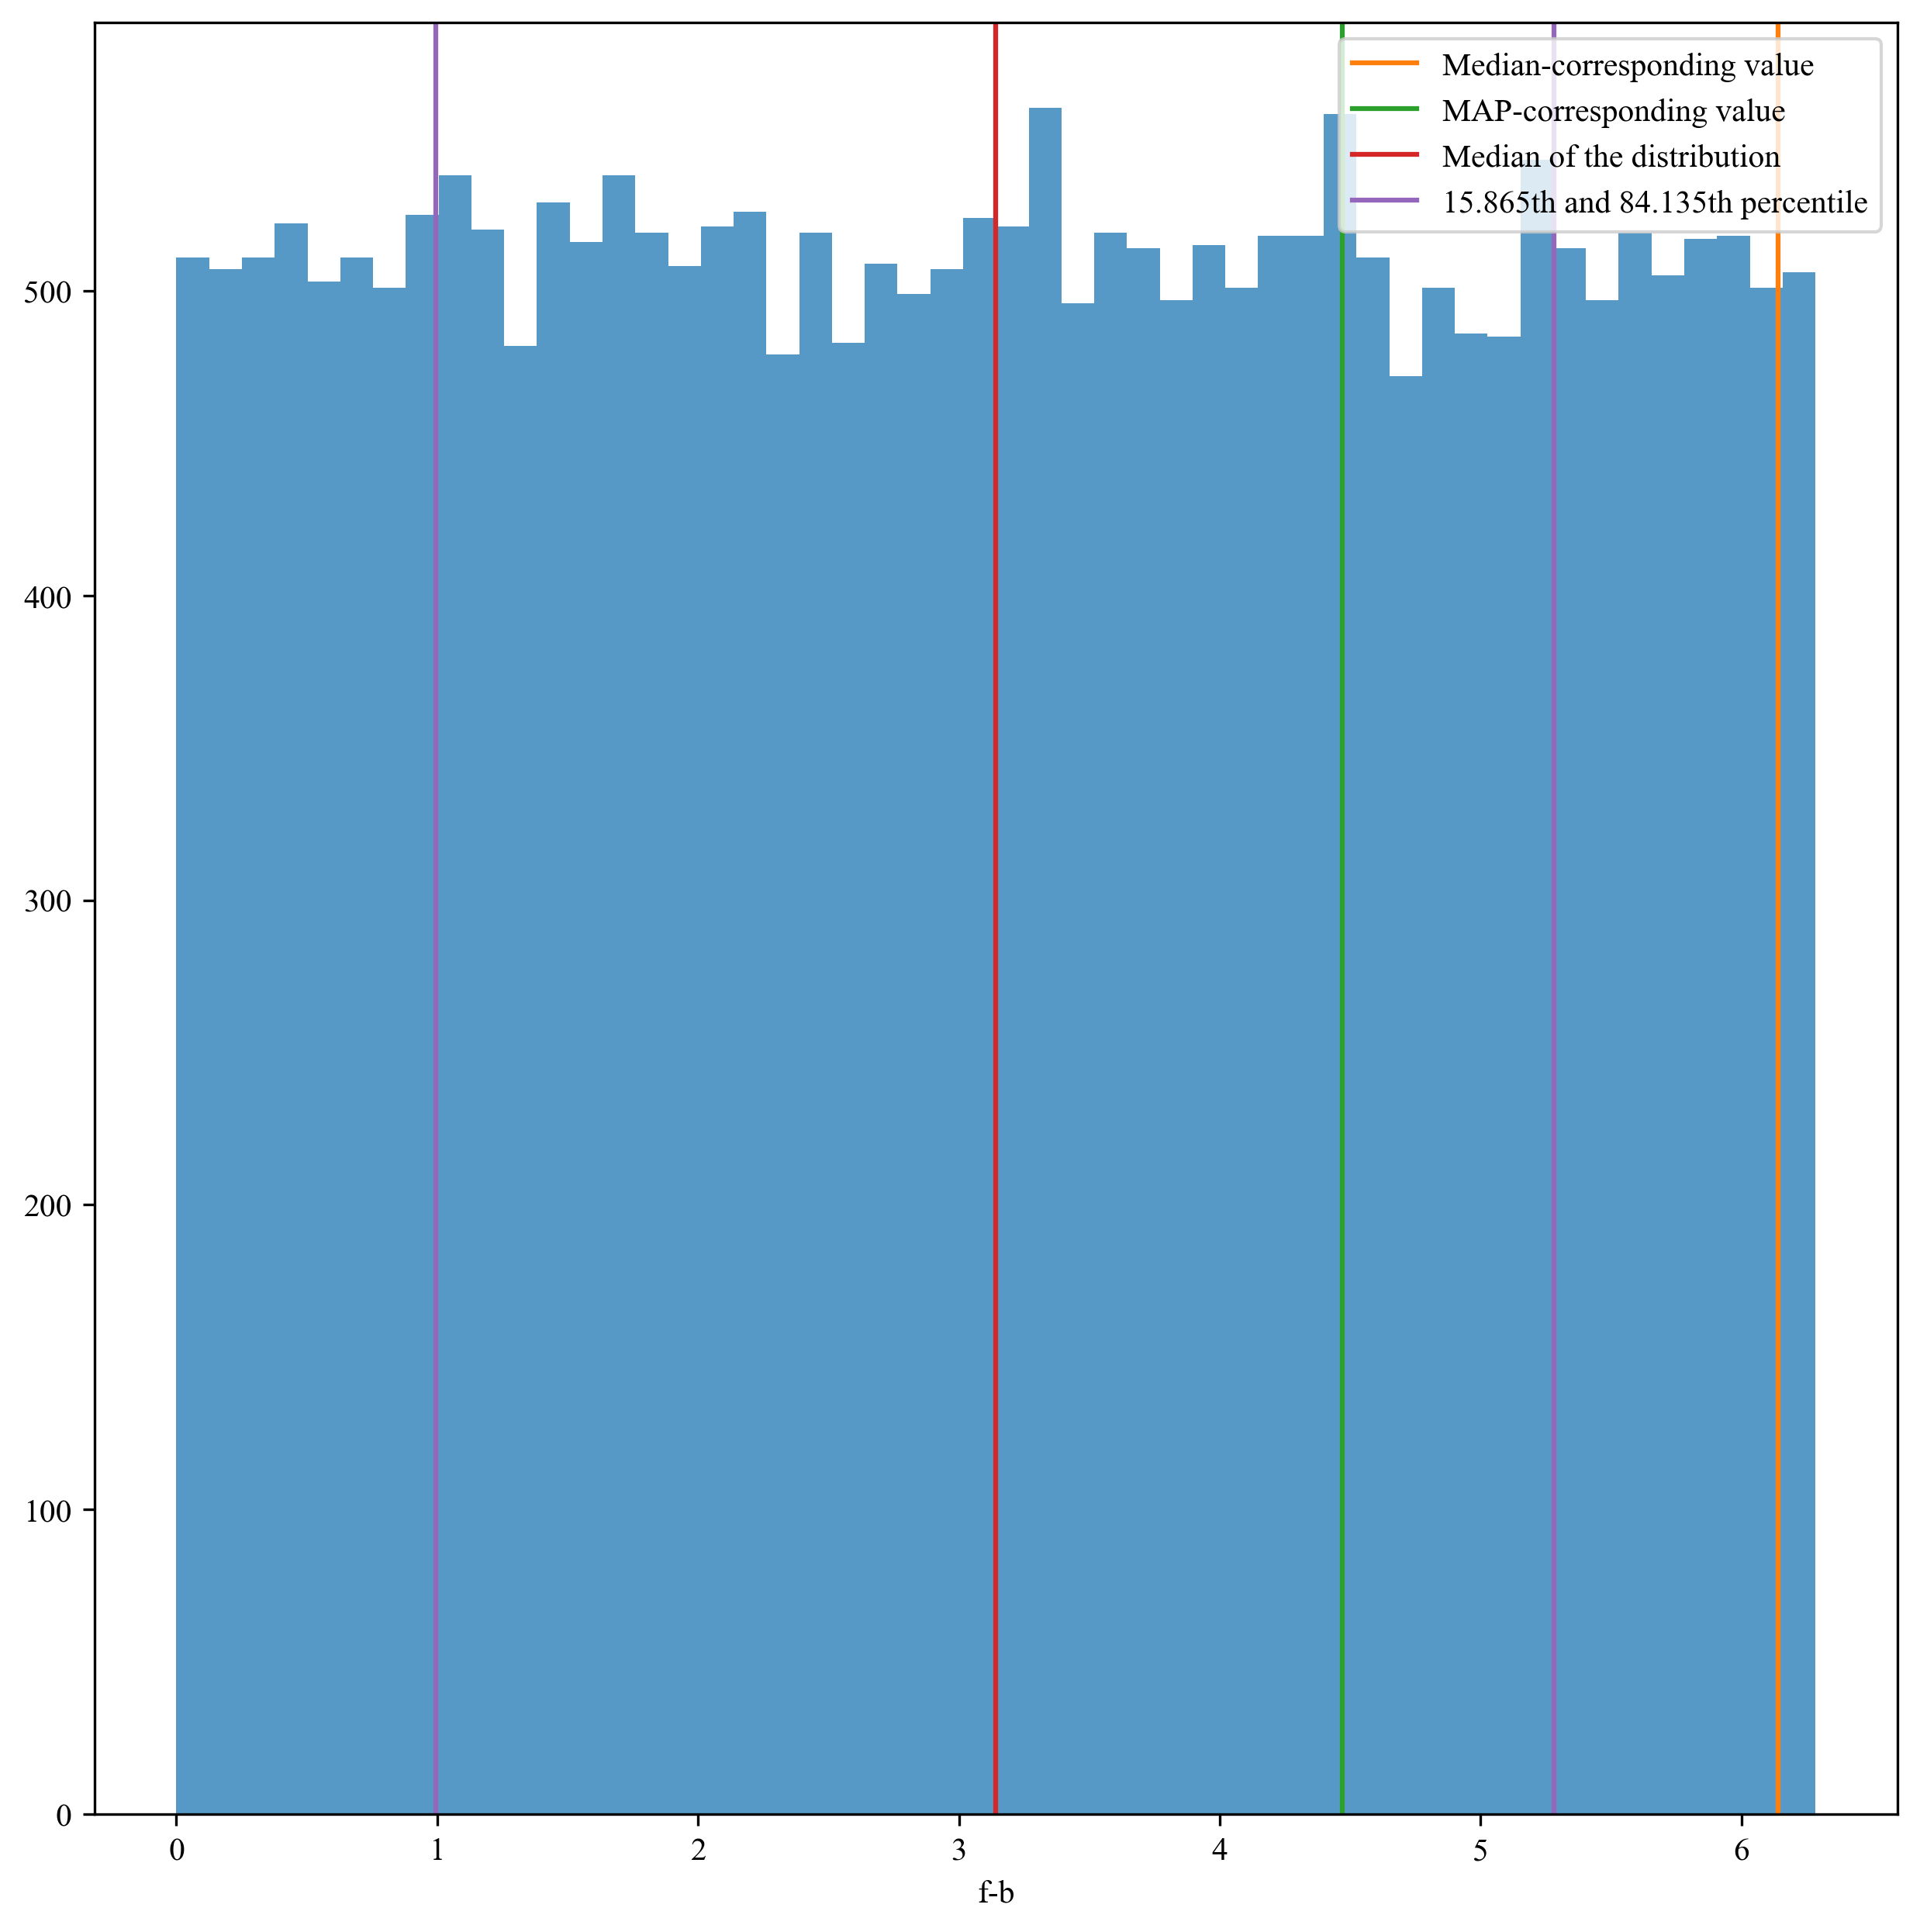 Median-corresponding value
MAP-corresponding value
Median of the distribution
15.865th and 84.135th percentile
500
400
300
200
100
0
0 1 2 3 4 5 6
f-b